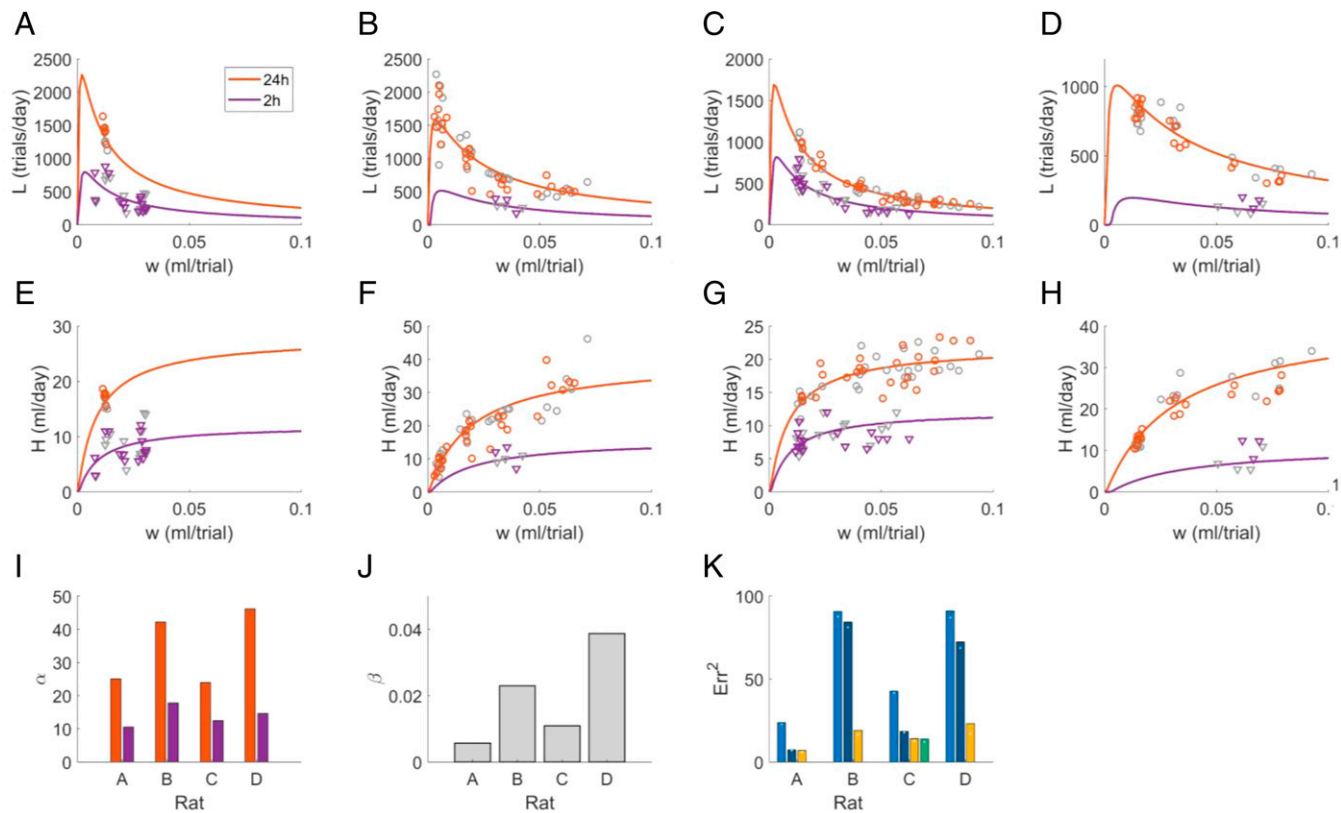 A
B
C
D
2500
2000
1500
1000
500
0
L (trials/day)
24h
2h
0 0.05 0.1
w (ml/trial)
2500
2000
1500
1000
500
0
L (trials/day)
0 0.05 0.1
w (ml/trial)
2000
1500
1000
500
0
L (trials/day)
0 0.05 0.1
w (ml/trial)
1000
500
0
L (trials/day)
0 0.05 0.1
w (ml/trial)
E
F
G
H
30
20
10
0
H (ml/day)
0 0.05 0.1
w (ml/trial)
50
40
30
20
10
0
H (ml/day)
0 0.05 0.1
w (ml/trial)
25
20
15
10
5
0
H (ml/day)
0 0.05 0.1
w (ml/trial)
40
30
20
10
0
H (ml/day)
0 0.05 0.
1
w (ml/trial)
I
J
K
50
40
30
20
10
0
α
A B C D
Rat
0.04
0.02
0
β
A B C D
Rat
100
50
0
Err²
A B C D
Rat